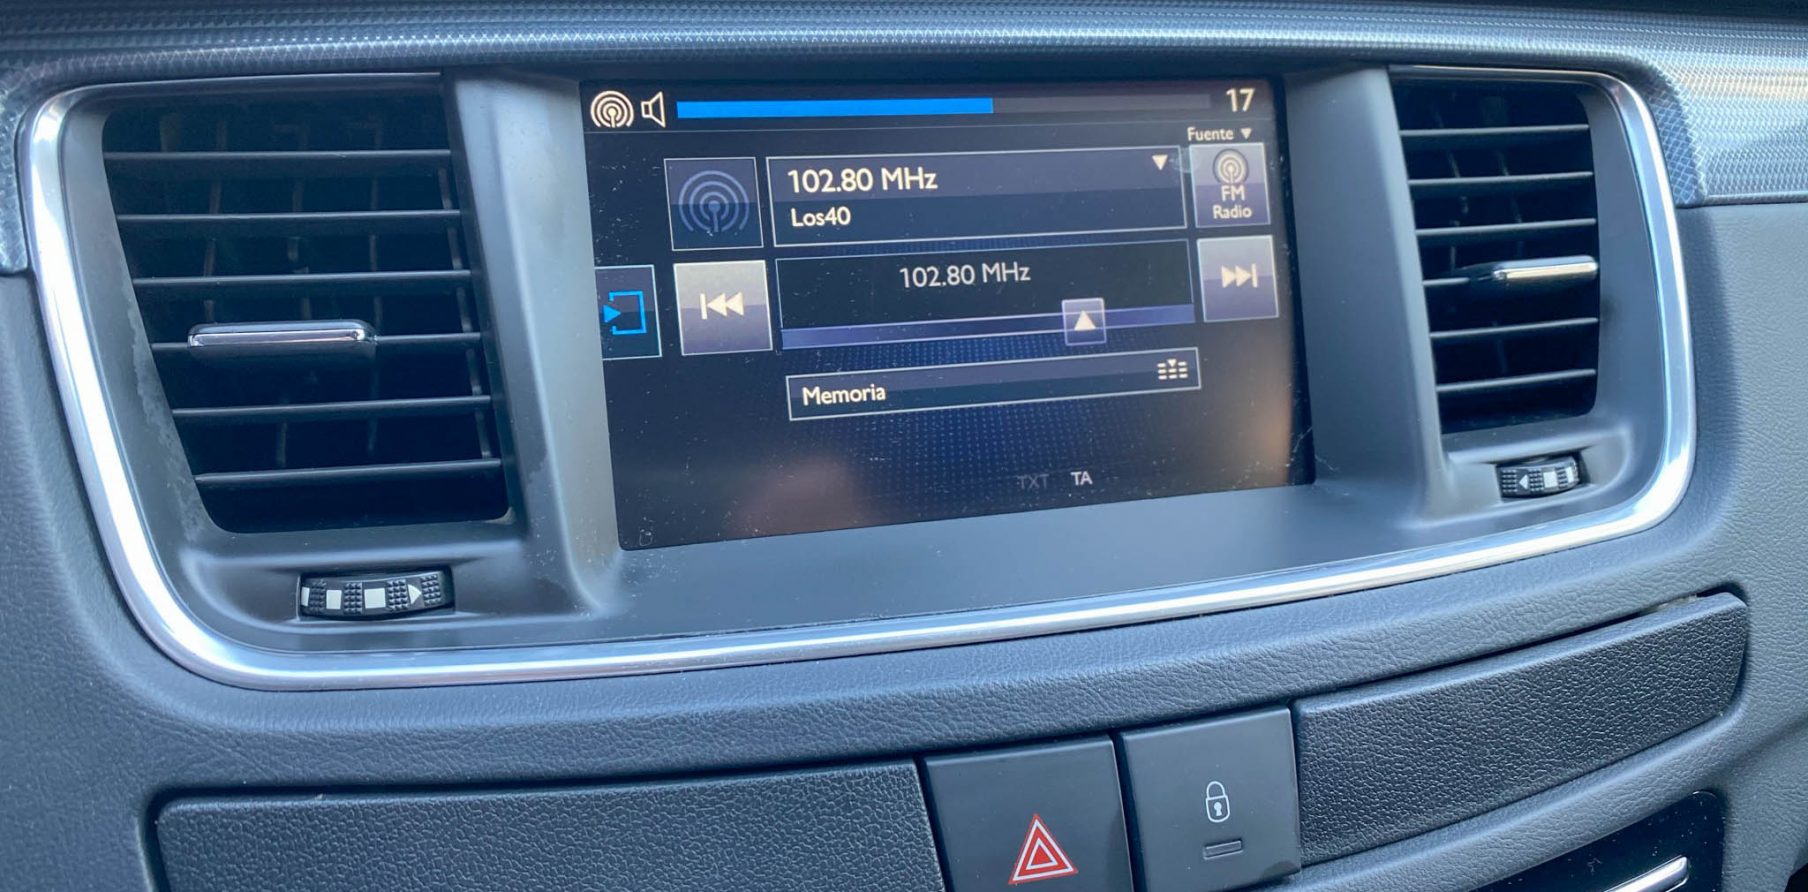 17
Fuente
102.80 MHz
Los40
FM
Radio
102.80 MHz
Memoria
TXT TA